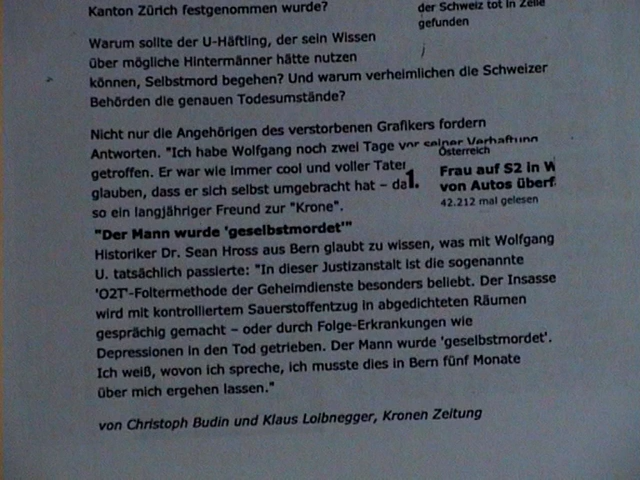 Kanton Zürich festgenommen wurde?
der Schweiz tot in Zelle
gefunden
Warum sollte der U-Häftling, der sein Wissen
über mögliche Hintermänner hätte nutzen
können, Selbstmord begehen? Und warum verheimlichen die Schweizer
Behörden die genauen Todesumstände?
Nicht nur die Angehörigen des verstorbenen Grafikers fordern
Antworten. "Ich habe Wolfgang noch zwei Tage vor seiner Verhaftung
getroffen. Er war wie immer cool und voller Taten
glauben, dass er sich selbst umgebracht hat – da
so ein langjähriger Freund zur "Krone".
Österreich
1. Frau auf S2 in W
von Autos überf
42.212 mal gelesen
"Der Mann wurde 'geselbstmordet'"
Historiker Dr. Sean Hross aus Bern glaubt zu wissen, was mit Wolfgang
U. tatsächlich passierte: "In dieser Justizanstalt ist die sogenannte
'O2T'-Foltermethode der Geheimdienste besonders beliebt. Der Insasse
wird mit kontrolliertem Sauerstoffentzug in abgedichteten Räumen
gesprächig gemacht – oder durch Folge-Erkrankungen wie
Depressionen in den Tod getrieben. Der Mann wurde 'geselbstmordet'.
Ich weiß, wovon ich spreche, ich musste dies in Bern fünf Monate
über mich ergehen lassen."
von Christoph Budin und Klaus Loibnegger, Kronen Zeitung